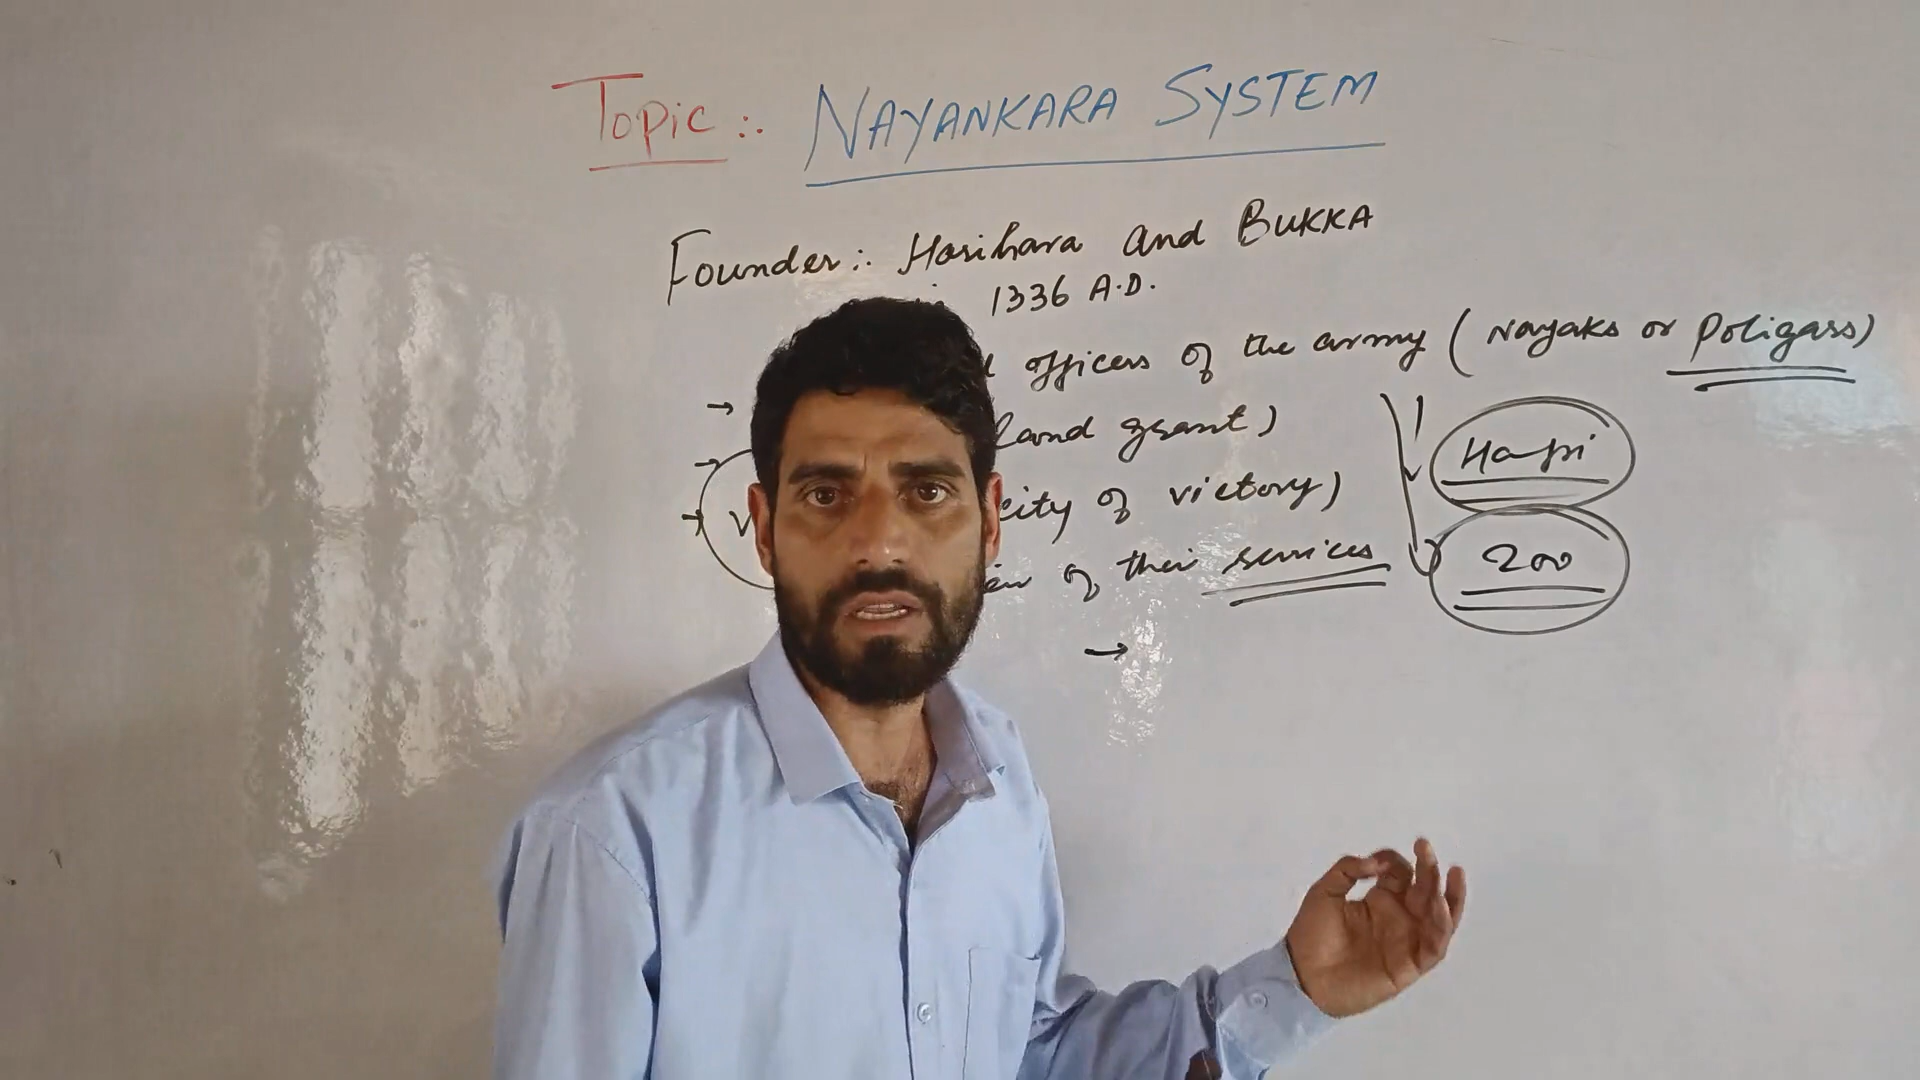 Topic:- NAYANKARA SYSTEM
Founder:- Harihara and BUKKA
1336 A.D.
officers of the army (Nayaks or Poligars)
→ land grant)
Hampi
→ city of victory)
of their services
200
→